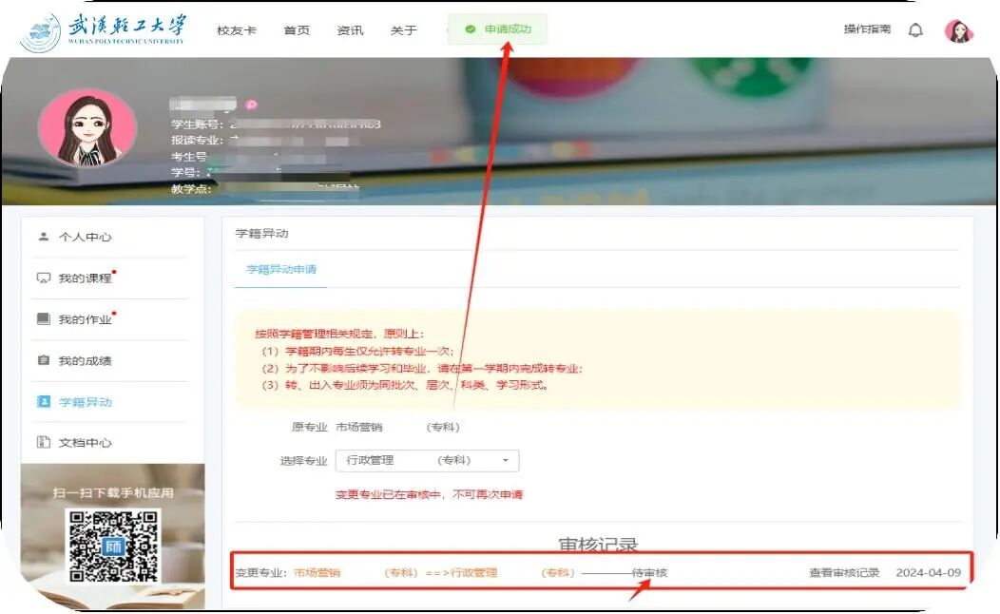 武漢輕工大学
WUHAN POLYTECHNIC UNIVERSITY
校友卡 首页 资讯 关于 申请成功 操作指南
学生账号：
报读专业：
考生号
学号：
教学点：
个人中心
我的课程
我的作业
我的成绩
学籍异动
文档中心
扫一扫下载手机应用
師
学籍异动
学籍异动申请
按照学籍管理相关规定，原则上：
（1）学籍期内每生仅允许转专业一次；
（2）为了不影响后续学习和毕业，请在第一学期内完成转专业；
（3）转、出入专业须为同批次、层次、科类、学习形式。
原专业 市场营销 （专科）
选择专业 行政管理 （专科）
变更专业已在审核中，不可再次申请
审核记录
变更专业：市场营销 （专科）==>行政管理 （专科）————待审核 查看审核记录 2024-04-09